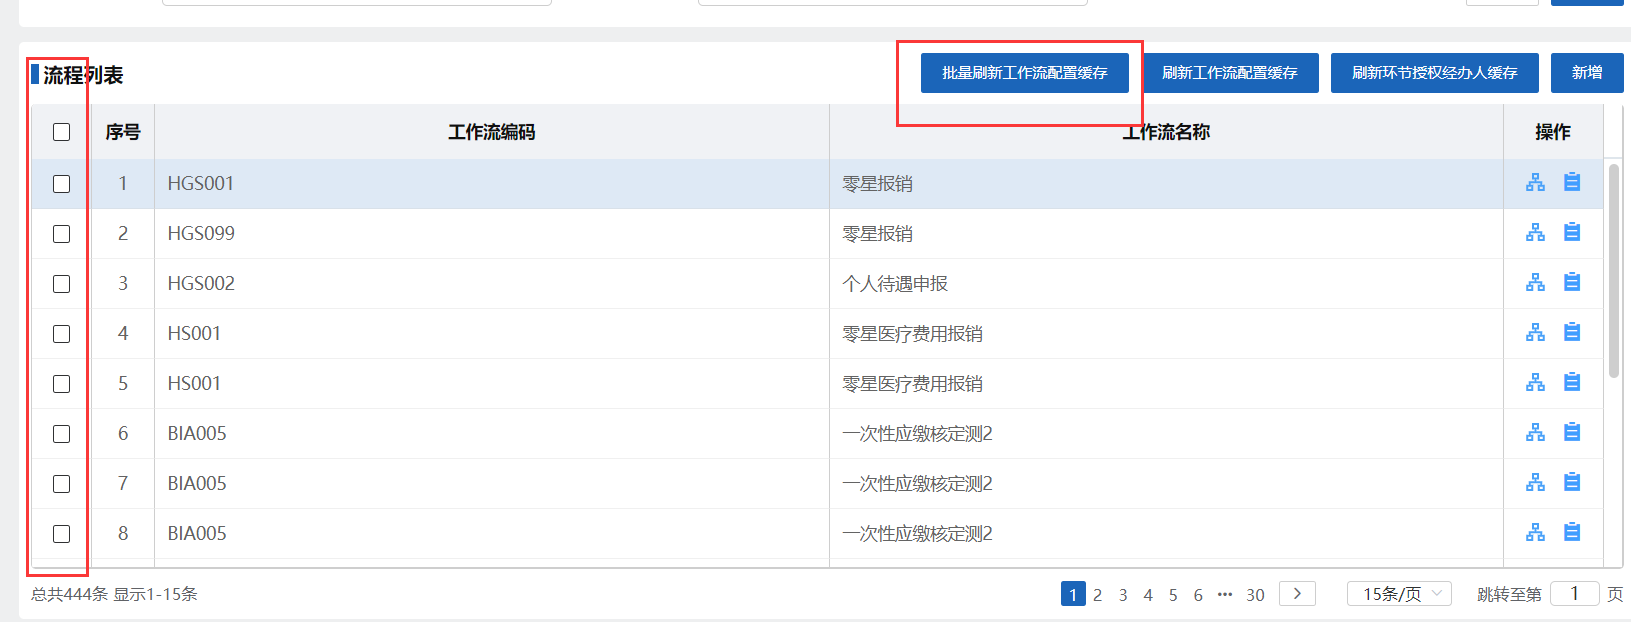 流程列表
批量刷新工作流配置缓存 刷新工作流配置缓存 刷新环节授权经办人缓存 新增
序号 工作流编码 工作流名称 操作
1 HGS001 零星报销
2 HGS099 零星报销
3 HGS002 个人待遇申报
4 HS001 零星医疗费用报销
5 HS001 零星医疗费用报销
6 BIA005 一次性应缴核定测2
7 BIA005 一次性应缴核定测2
8 BIA005 一次性应缴核定测2
总共444条 显示1-15条 1 2 3 4 5 6 ••• 30 > 15条/页 跳转至第 1 页